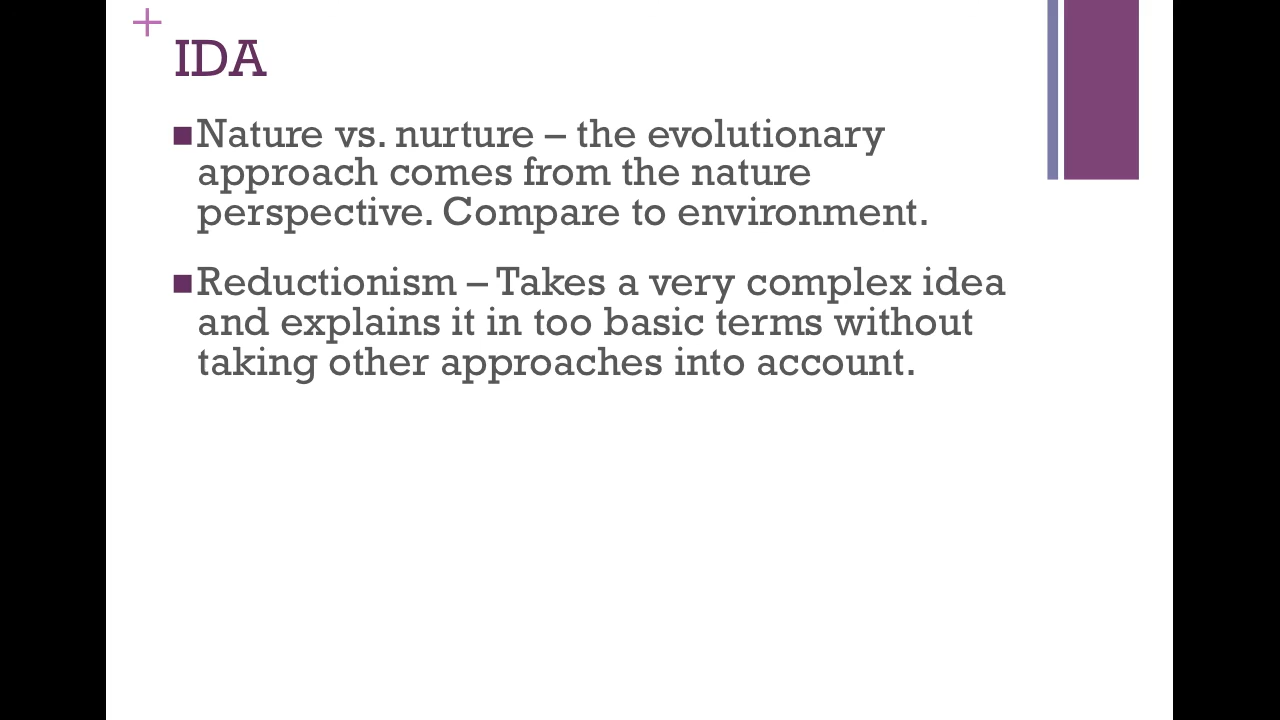 +
IDA
■Nature vs. nurture – the evolutionary
approach comes from the nature
perspective. Compare to environment.
■Reductionism – Takes a very complex idea
and explains it in too basic terms without
taking other approaches into account.